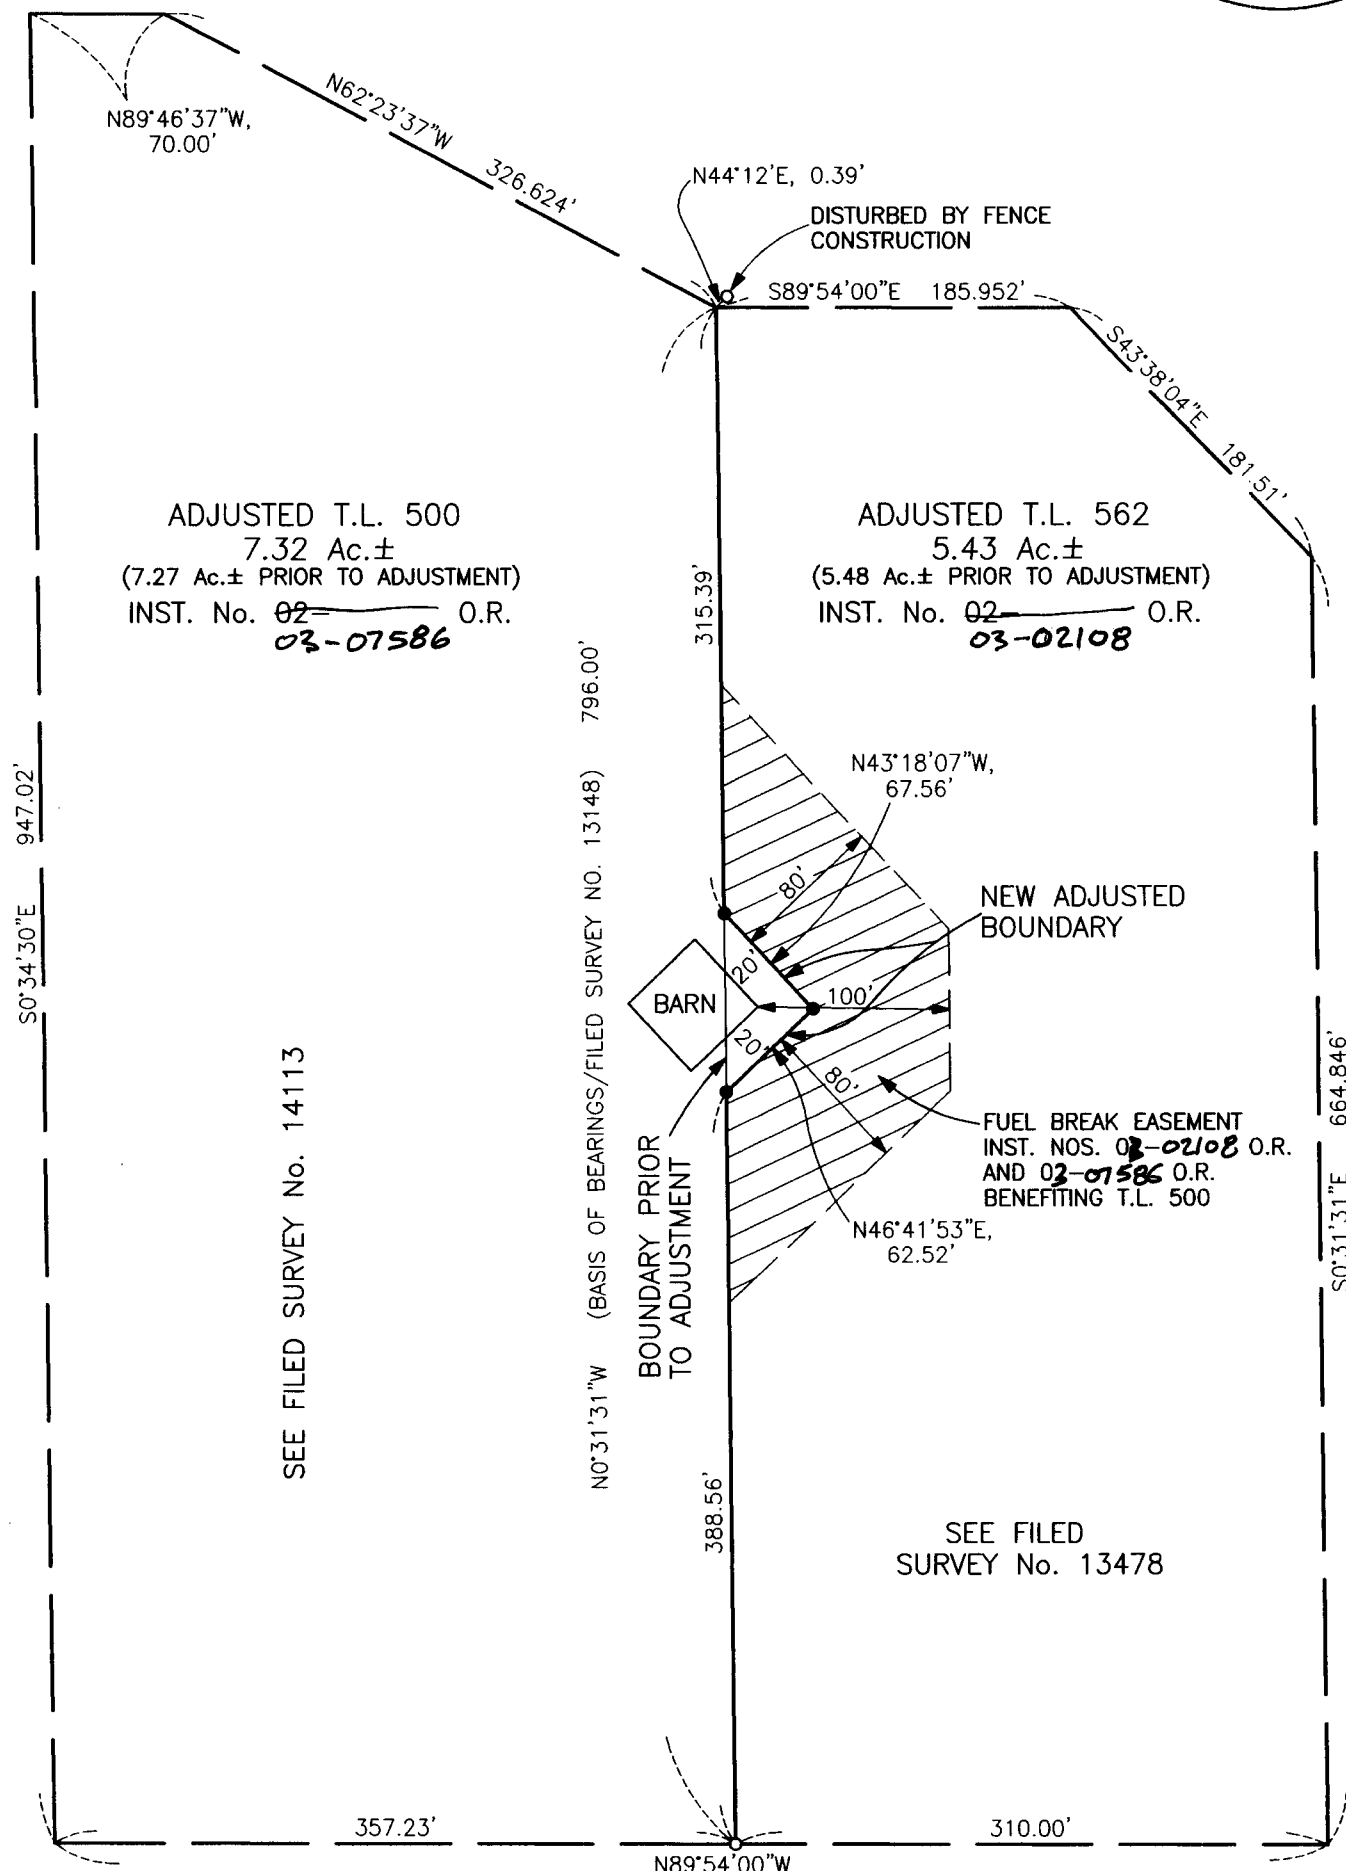 N89°46'37"W,
70.00'
N62°23'37"W 326.624'
N44°12'E, 0.39'
DISTURBED BY FENCE
CONSTRUCTION
S89°54'00"E 185.952'
S43°38'04"E 181.51'
ADJUSTED T.L. 500
7.32 Ac.±
(7.27 Ac.± PRIOR TO ADJUSTMENT)
INST. No. 02- O.R.
03-07586
ADJUSTED T.L. 562
5.43 Ac.±
(5.48 Ac.± PRIOR TO ADJUSTMENT)
INST. No. 02- O.R.
03-02108
315.39'
S0°34'30"E 947.02'
N0°31'31"W (BASIS OF BEARINGS/FILED SURVEY NO. 13148) 796.00'
N43°18'07"W,
67.56'
80'
20'
NEW ADJUSTED
BOUNDARY
BARN
100'
20'
80'
BOUNDARY PRIOR
TO ADJUSTMENT
FUEL BREAK EASEMENT
INST. NOS. 03-02108 O.R.
AND 03-07586 O.R.
BENEFITING T.L. 500
N46°41'53"E,
62.52'
S0°31'31"E 664.846'
SEE FILED SURVEY No. 14113
388.56'
SEE FILED
SURVEY No. 13478
357.23'
310.00'
N89°54'00"W